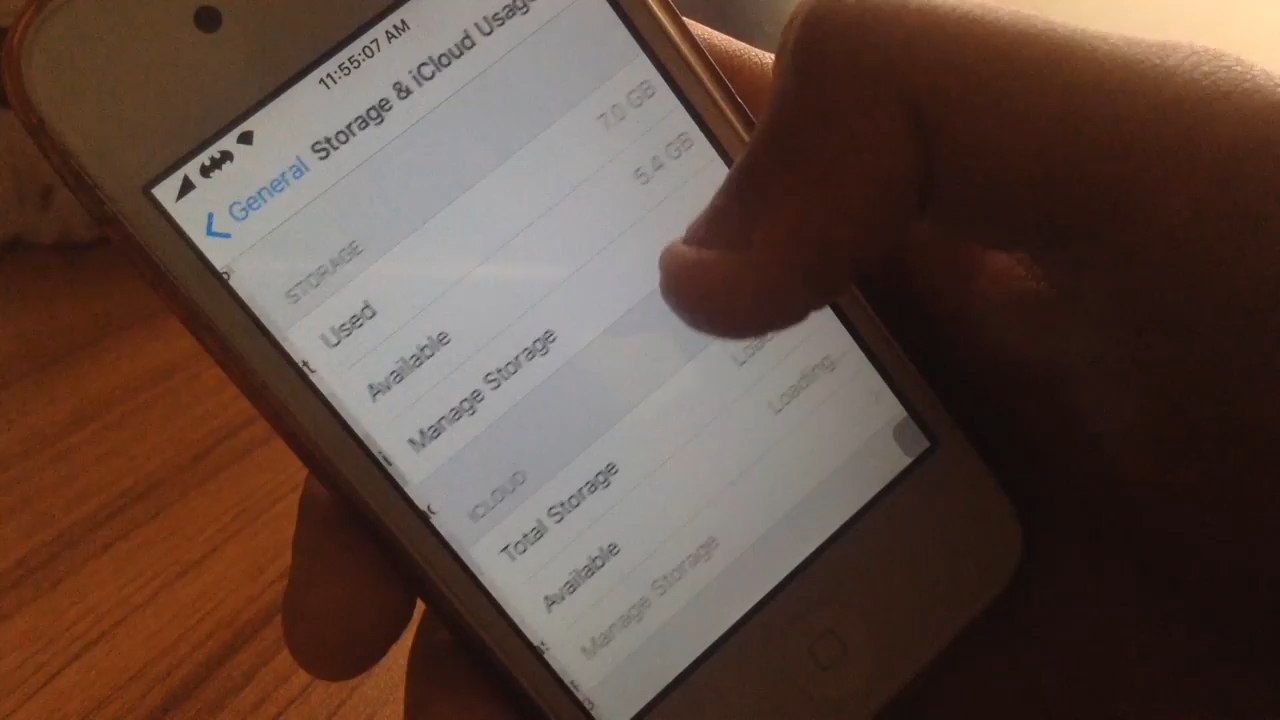 11:55:07 AM
General Storage & iCloud Usage
STORAGE
Used 7.0 GB
Available 5.4 GB
Manage Storage
ICLOUD
Total Storage
Available Loading
Manage Storage